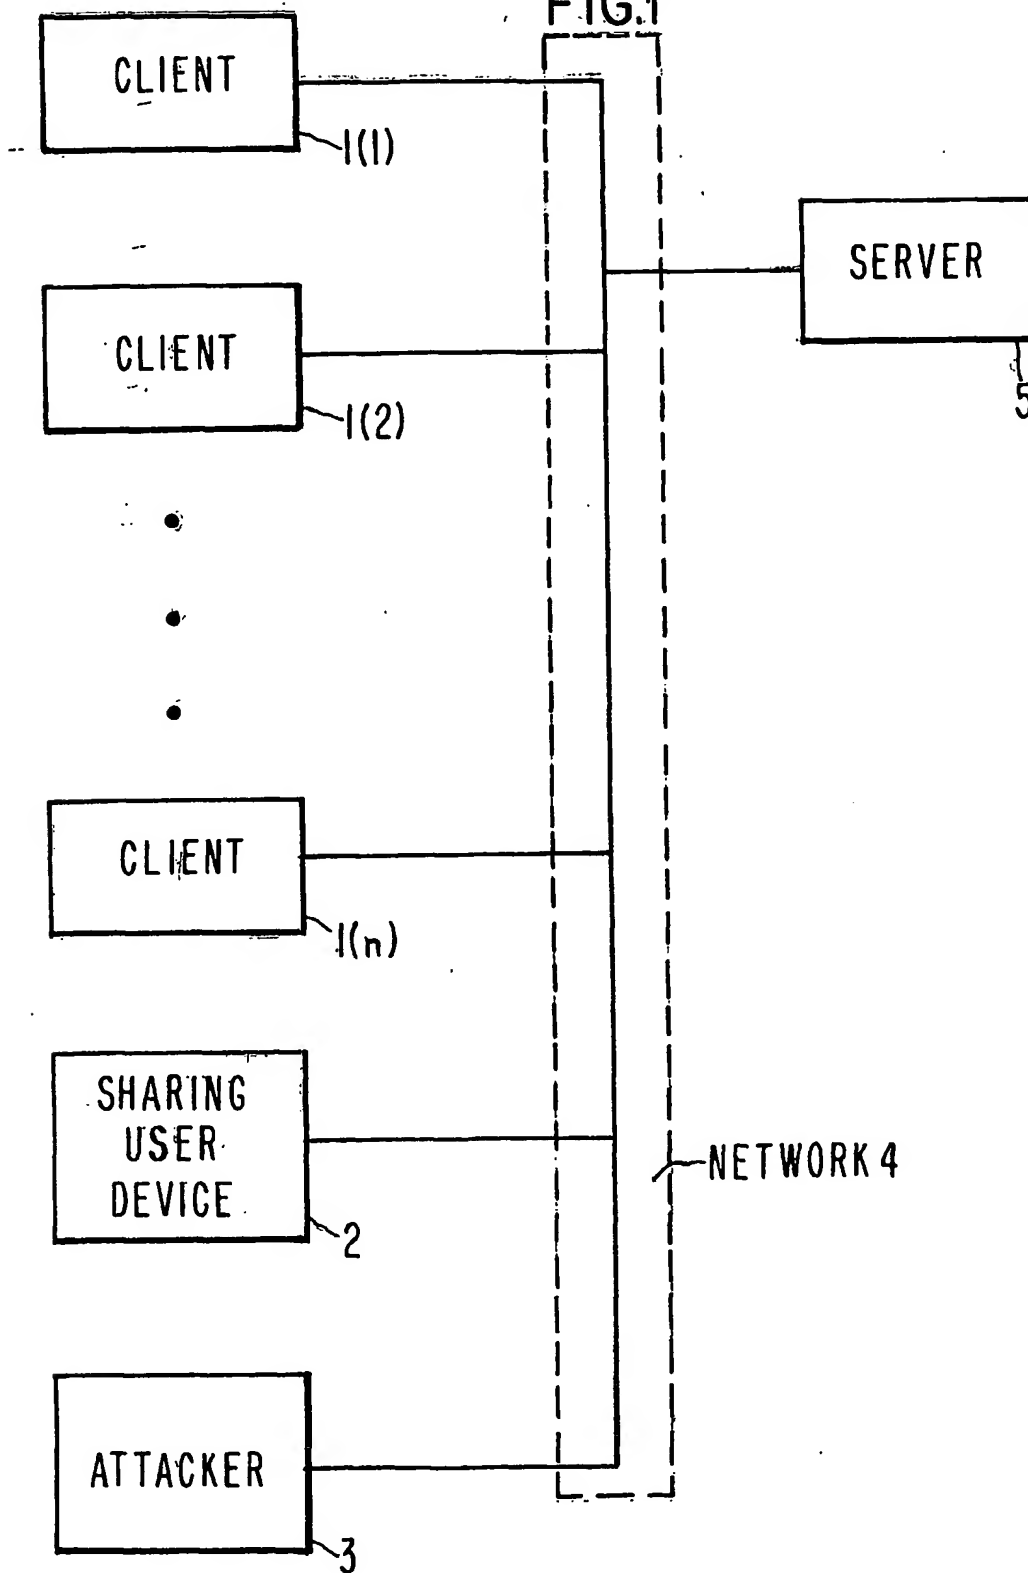 FIG.1
CLIENT
1(1)
SERVER
5
CLIENT
1(2)
CLIENT
1(n)
SHARING
USER
DEVICE
2
NETWORK 4
ATTACKER
3